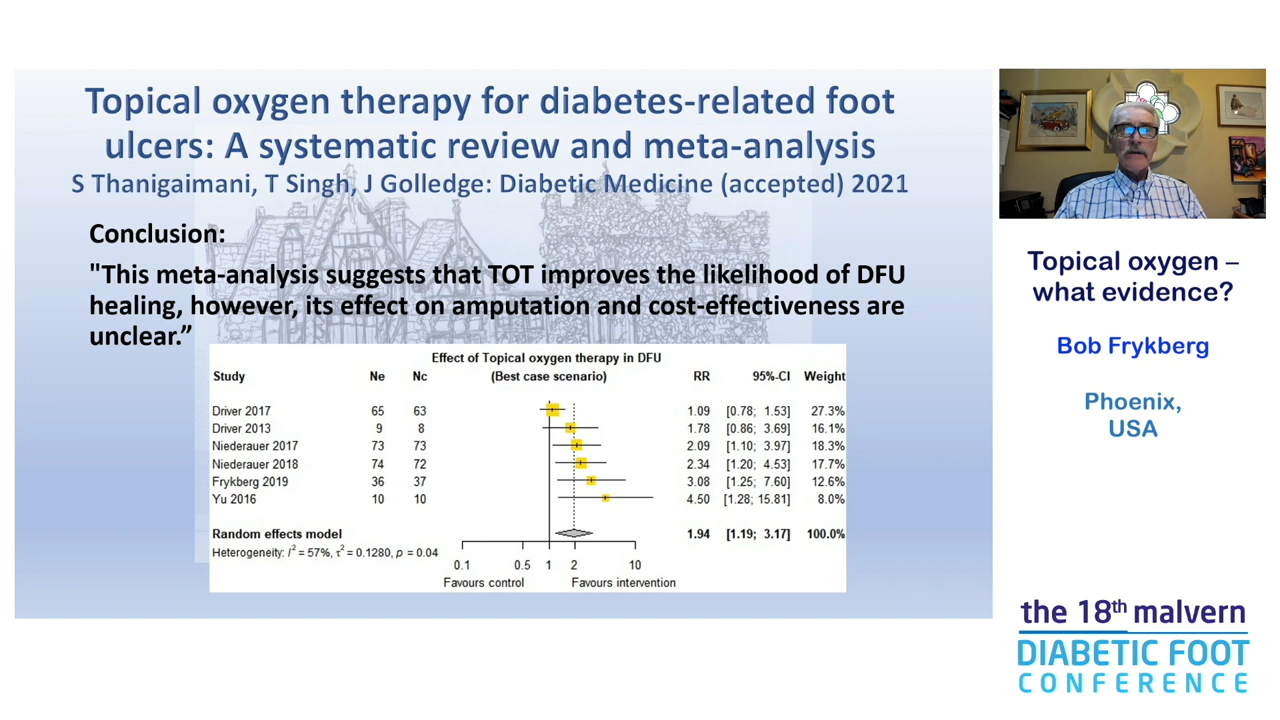 Topical oxygen therapy for diabetes-related foot
ulcers: A systematic review and meta-analysis
S Thanigaimani, T Singh, J Golledge: Diabetic Medicine (accepted) 2021
Conclusion:
"This meta-analysis suggests that TOT improves the likelihood of DFU
healing, however, its effect on amputation and cost-effectiveness are
unclear.”
Effect of Topical oxygen therapy in DFU
Study Ne Nc (Best case scenario) RR 95%-CI Weight
Driver 2017 65 63 1.09 [0.78; 1.53] 27.3%
Driver 2013 9 8 1.78 [0.86; 3.69] 16.1%
Niederauer 2017 73 73 2.09 [1.10; 3.97] 18.3%
Niederauer 2018 74 72 2.34 [1.20; 4.53] 17.7%
Frykberg 2019 36 37 3.08 [1.25; 7.60] 12.6%
Yu 2016 10 10 4.50 [1.28; 15.81] 8.0%
Random effects model 1.94 [1.19; 3.17] 100.0%
Heterogeneity: I² = 57%, τ² = 0.1280, p = 0.04
0.1 0.5 1 2 10
Favours control Favours intervention
Topical oxygen –
what evidence?
Bob Frykberg
Phoenix,
USA
the 18th malvern
DIABETIC FOOT
CONFERENCE